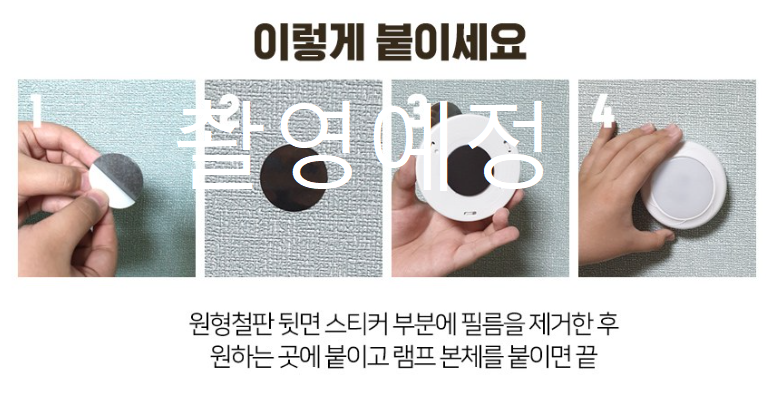 이렇게 붙이세요
1 2 3 4
촬영예정
원형철판 뒷면 스티커 부분에 필름을 제거한 후
원하는 곳에 붙이고 램프 본체를 붙이면 끝